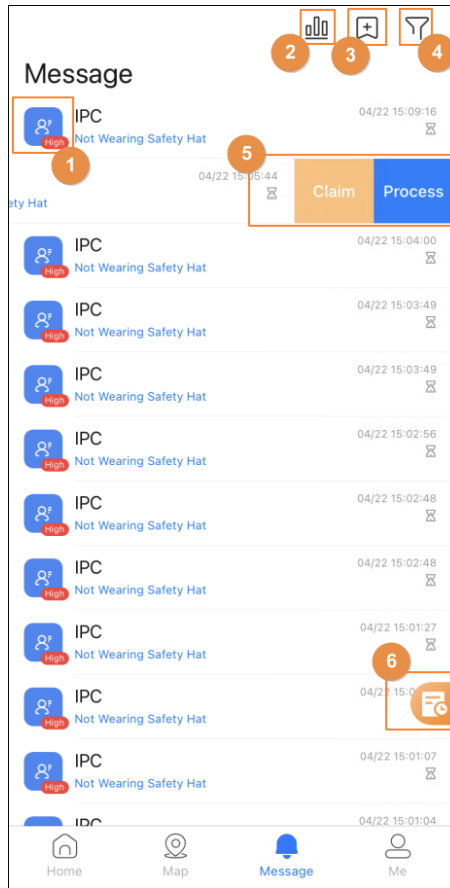 2
3
4
Message
IPC
04/22 15:09:16
High
Not Wearing Safety Hat
1
5
04/22 15:05:44
Claim
Process
ety Hat
IPC
04/22 15:04:00
High
Not Wearing Safety Hat
IPC
04/22 15:03:49
High
Not Wearing Safety Hat
IPC
04/22 15:03:49
High
Not Wearing Safety Hat
IPC
04/22 15:02:56
High
Not Wearing Safety Hat
IPC
04/22 15:02:48
High
Not Wearing Safety Hat
IPC
04/22 15:02:48
High
Not Wearing Safety Hat
IPC
04/22 15:01:27
High
Not Wearing Safety Hat
6
IPC
04/22 15:0
High
Not Wearing Safety Hat
IPC
04/22 15:01:07
High
Not Wearing Safety Hat
IPC
04/22 15:01:04
Home
Map
Message
Me